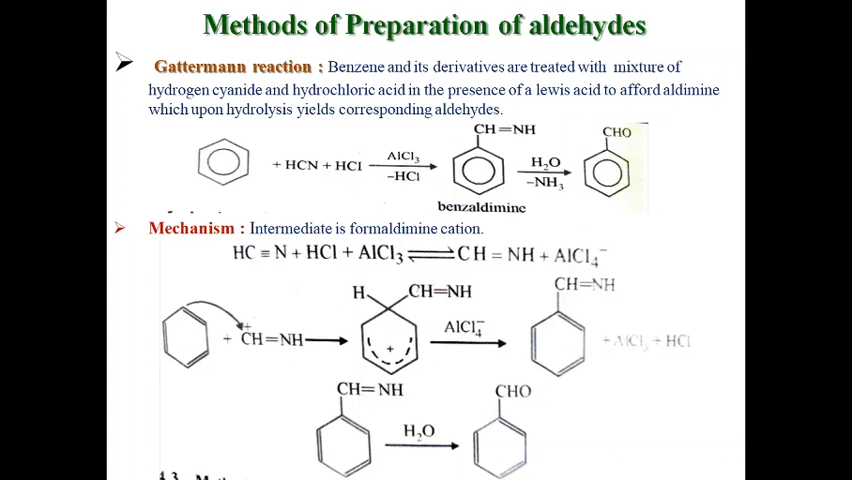 Methods of Preparation of aldehydes
Gattermann reaction : Benzene and its derivatives are treated with mixture of
hydrogen cyanide and hydrochloric acid in the presence of a lewis acid to afford aldimine
which upon hydrolysis yields corresponding aldehydes.
CH=NH CHO
+ HCN + HCl AlCl₃ –HCl H₂O –NH₃
benzaldimine
Mechanism : Intermediate is formaldimine cation.
HC ≡ N + HCl + AlCl₃ ⇌ CH = NH + AlCl₄⁻
H CH=NH CH=NH
+ CH=NH + AlCl₄⁻ + AlCl₃ + HCl
CH=NH CHO
H₂O